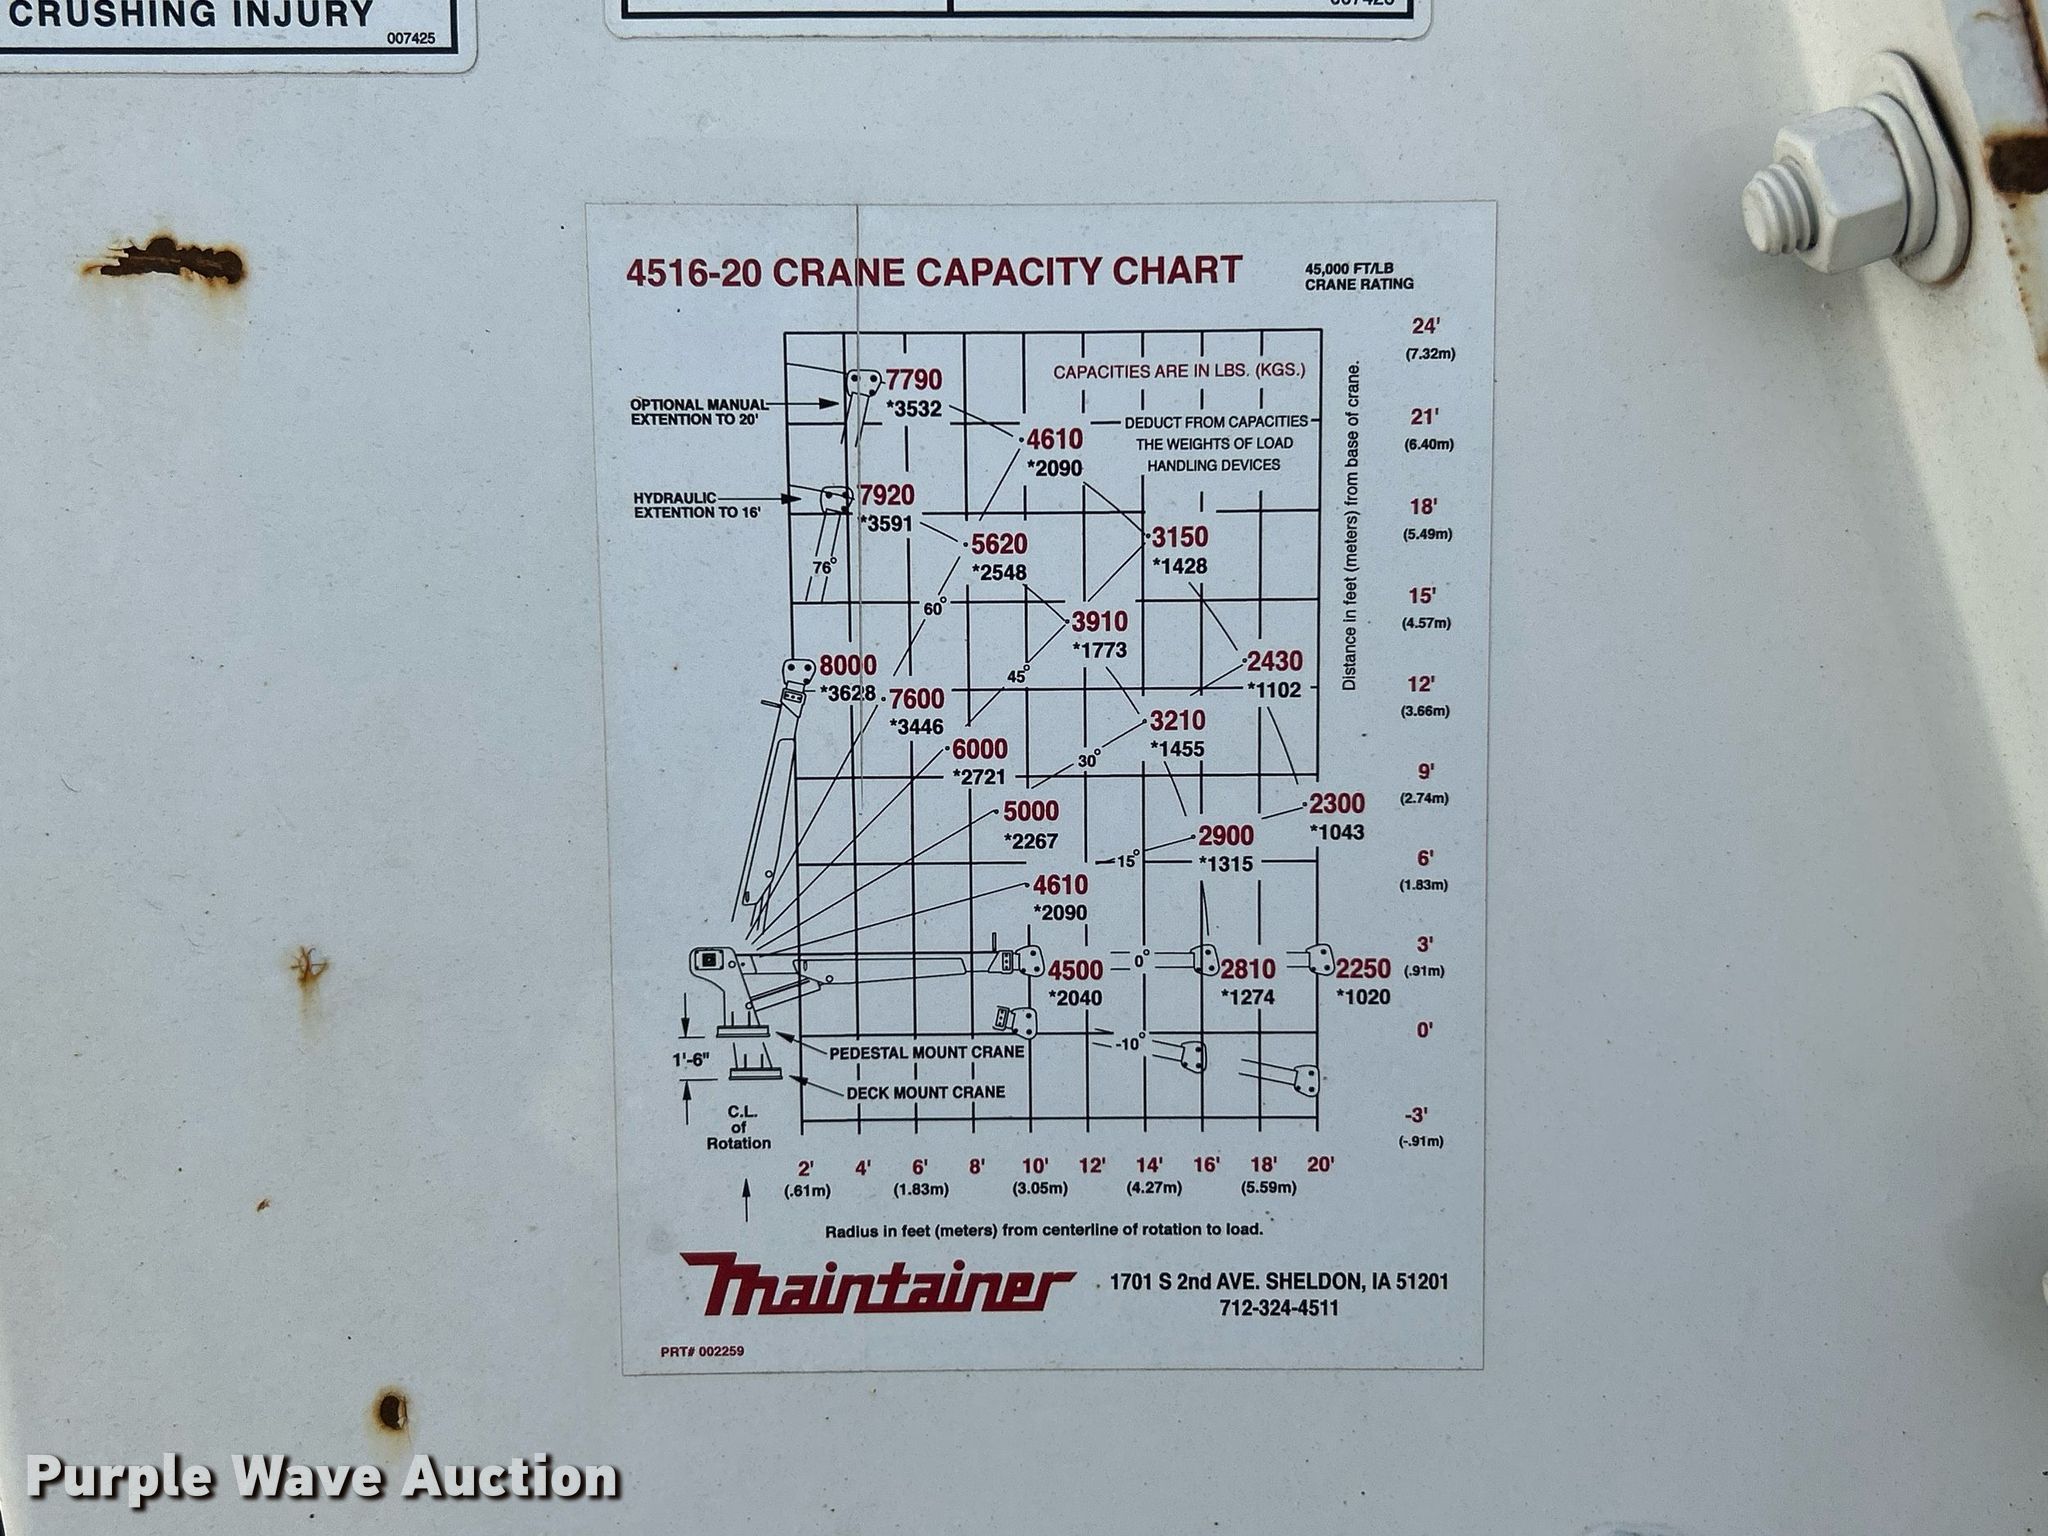 CRUSHING INJURY
007425
4516-20 CRANE CAPACITY CHART
45,000 FT/LB
CRANE RATING
24'
(7.32m)
CAPACITIES ARE IN LBS. (KGS.)
7790
*3532
OPTIONAL MANUAL
EXTENTION TO 20'
4610
*2090
DEDUCT FROM CAPACITIES
THE WEIGHTS OF LOAD
HANDLING DEVICES
21'
(6.40m)
Distance in feet (meters) from base of crane.
HYDRAULIC
EXTENTION TO 16'
7920
*3591
18'
(5.49m)
5620
*2548
3150
*1428
76°
60°
15'
(4.57m)
3910
*1773
8000
*3628
7600
*3446
45°
2430
*1102
12'
(3.66m)
6000
*2721
3210
*1455
30°
9'
(2.74m)
5000
*2267
2300
*1043
2900
*1315
15°
6'
(1.83m)
4610
*2090
4500
*2040
0°
2810
*1274
2250
*1020
3'
(.91m)
-10°
0'
1'-6"
PEDESTAL MOUNT CRANE
DECK MOUNT CRANE
-3'
(-.91m)
C.L.
of
Rotation
2' 4' 6' 8' 10' 12' 14' 16' 18' 20'
(.61m) (1.83m) (3.05m) (4.27m) (5.59m)
Radius in feet (meters) from centerline of rotation to load.
Maintainer
1701 S 2nd AVE. SHELDON, IA 51201
712-324-4511
PRT# 002259
Purple Wave Auction